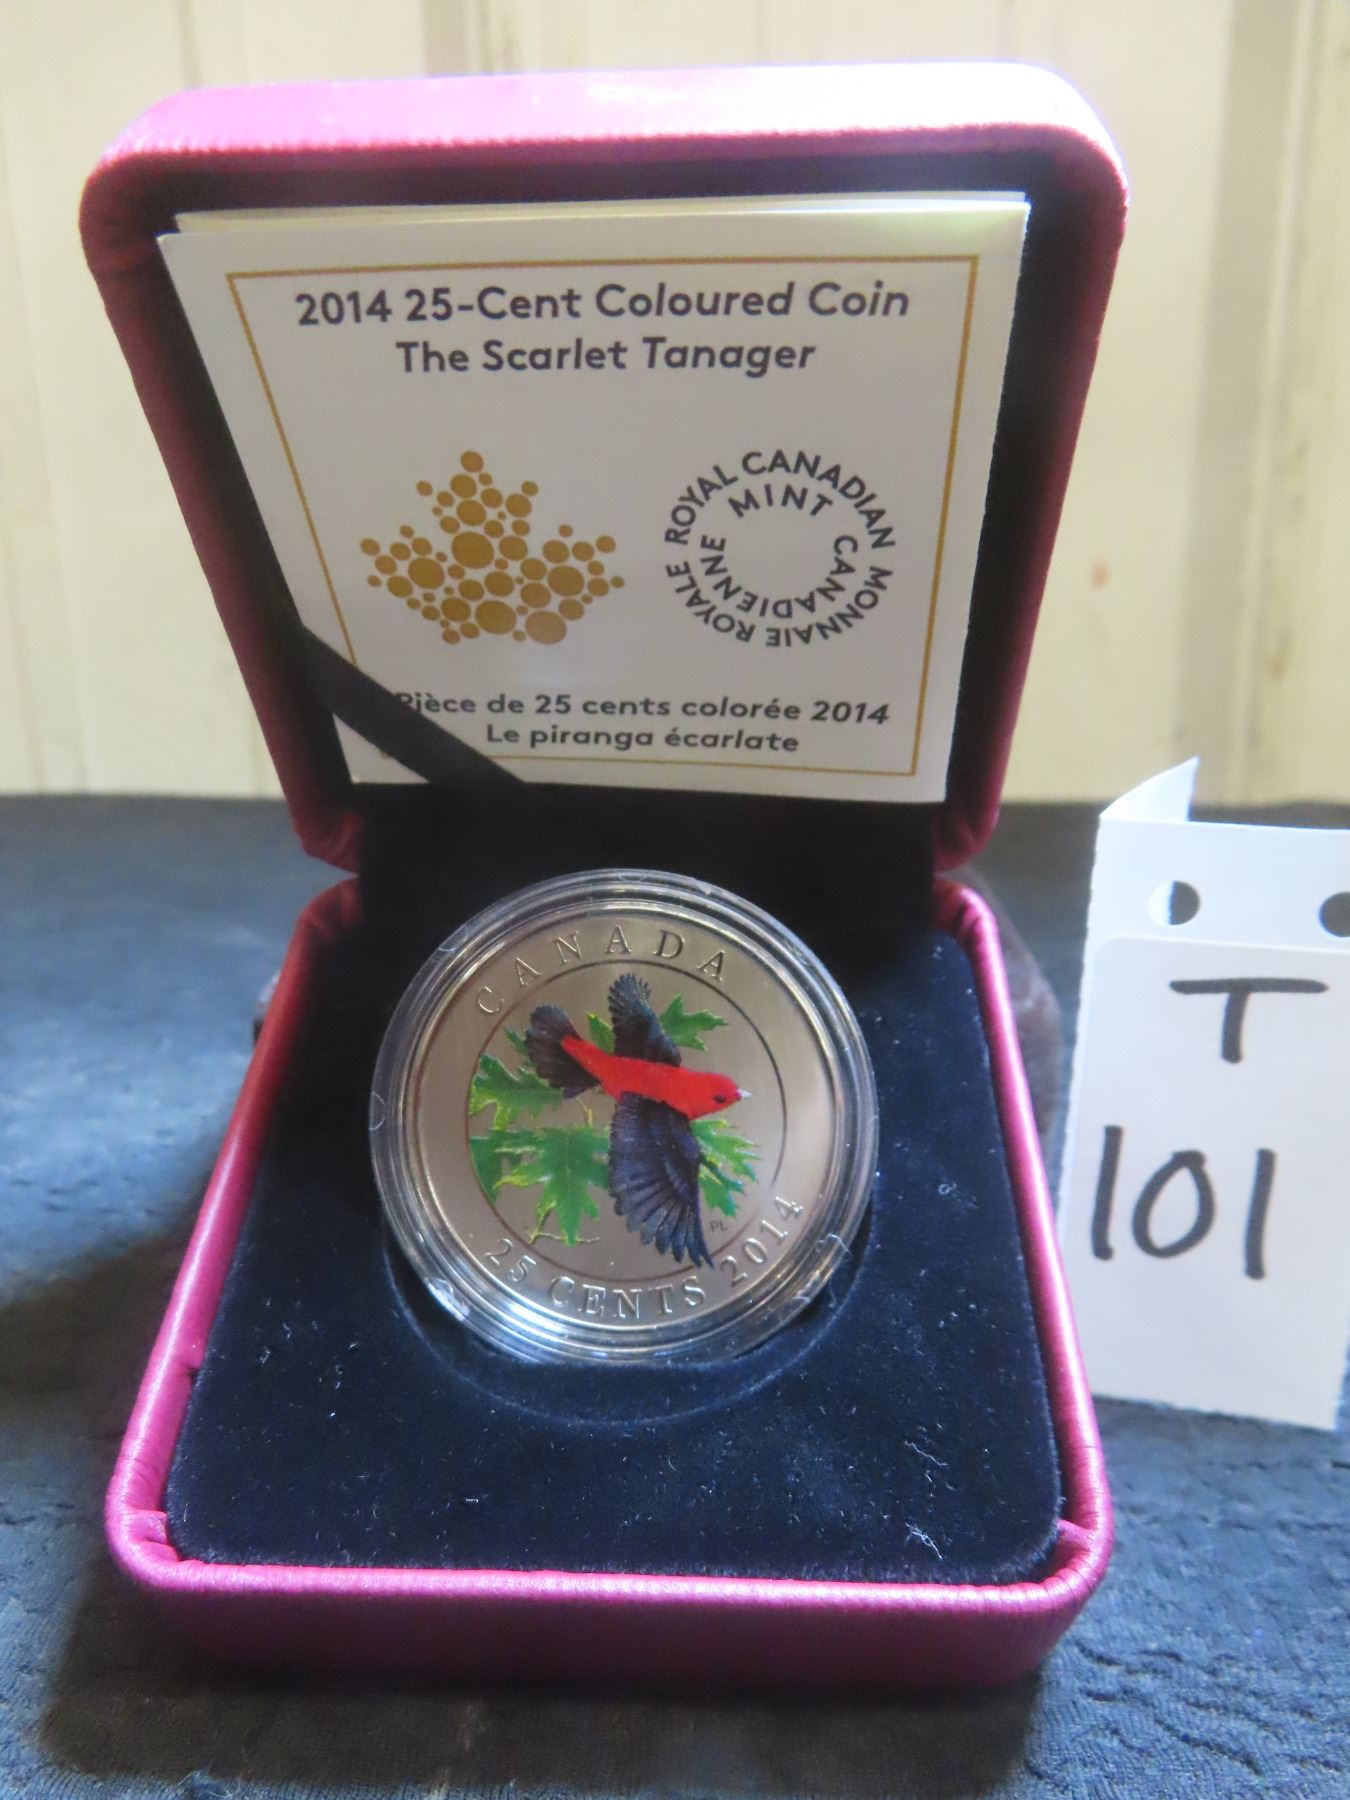 2014 25-Cent Coloured Coin
The Scarlet Tanager
ROYAL CANADIAN MINT
MONNAIE ROYALE CANADIENNE
Pièce de 25 cents colorée 2014
Le piranga écarlate
CANADA
PL
25 CENTS 2014
T
101